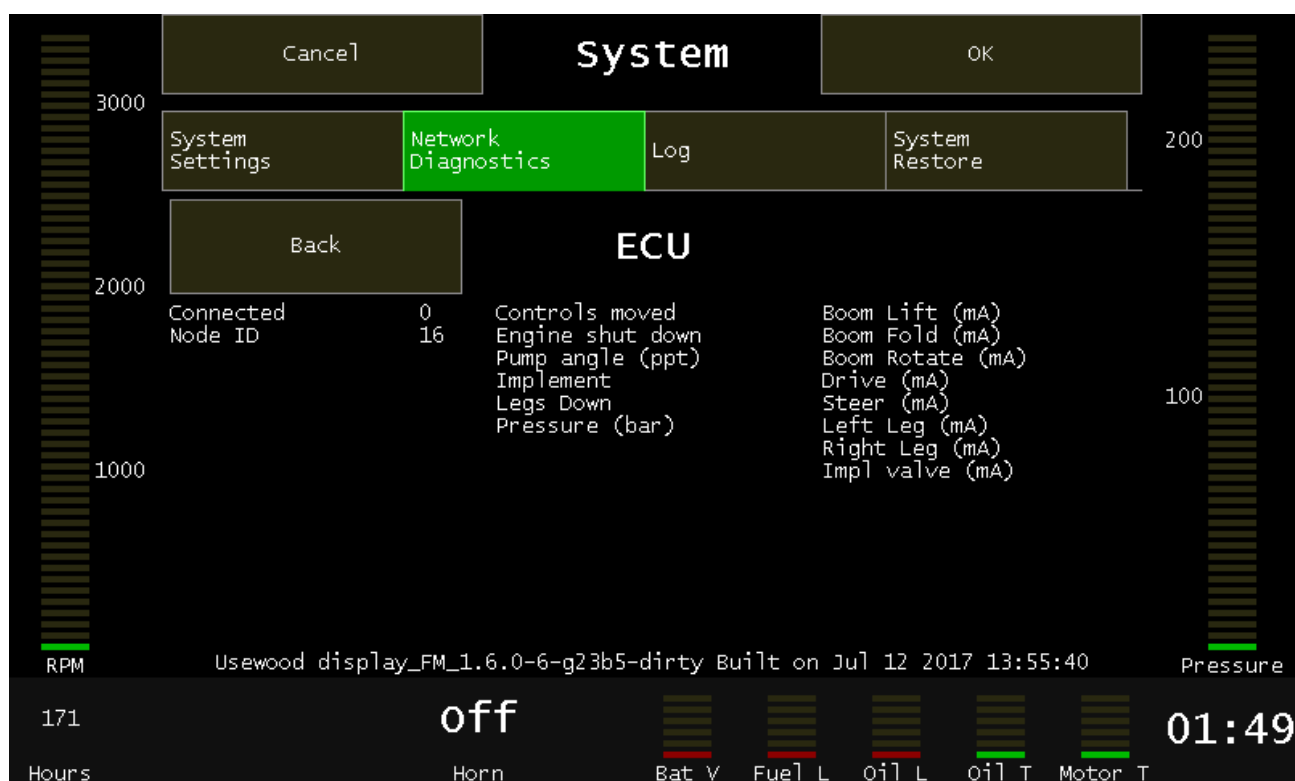 Cancel
System
OK
3000
200
System
Settings
Network
Diagnostics
Log
System
Restore
Back
ECU
2000
Connected 0
Node ID 16
Controls moved
Engine shut down
Pump angle (ppt)
Implement
Legs Down
Pressure (bar)
Boom Lift (mA)
Boom Fold (mA)
Boom Rotate (mA)
Drive (mA)
Steer (mA)
Left Leg (mA)
Right Leg (mA)
Impl valve (mA)
100
1000
RPM
Usewood display_FM_1.6.0-6-g23b5-dirty Built on Jul 12 2017 13:55:40
Pressure
171
off
01:49
Hours
Horn
Bat V
Fuel L
Oil L
Oil T
Motor T